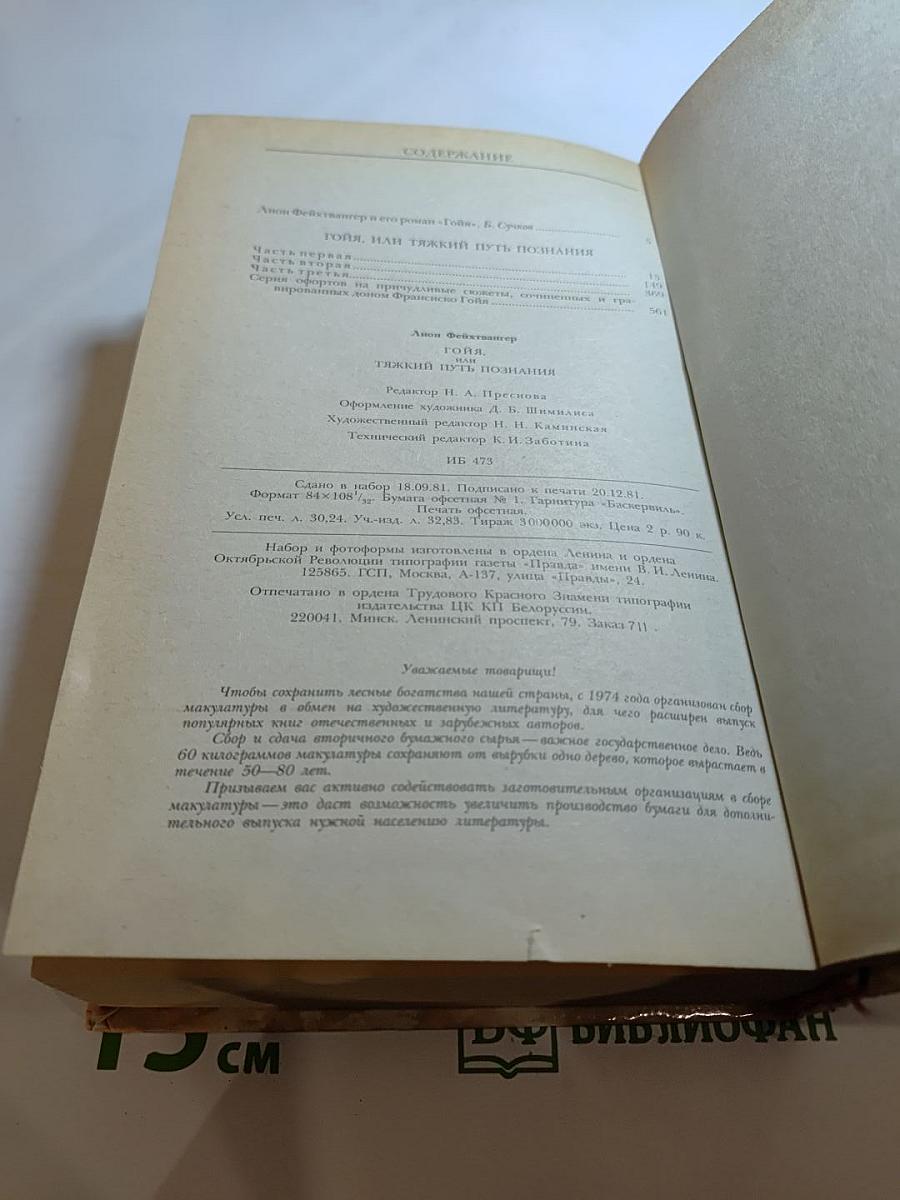 СОДЕРЖАНИЕ
Лион Фейхтвангер и его роман «Гойя», Б. Сучков 5
ГОЙЯ, ИЛИ ТЯЖКИЙ ПУТЬ ПОЗНАНИЯ
Часть первая 15
Часть вторая 149
Часть третья 369
Серия офортов на причудливые сюжеты, сочиненных и гра-
вированных доном Франсиско Гойя 561
Лион Фейхтвангер
ГОЙЯ,
ИЛИ
ТЯЖКИЙ ПУТЬ ПОЗНАНИЯ
Редактор Н. А. Преснова
Оформление художника Д. Б. Шимилиса
Художественный редактор Н. Н. Каминская
Технический редактор К. И. Заботина
ИБ 473
Сдано в набор 18.09.81. Подписано к печати 20.12.81.
Формат 84×108 1/32. Бумага офсетная № 1. Гарнитура «Баскервиль».
Печать офсетная.
Усл. печ. л. 30,24. Уч.-изд. л. 32,83. Тираж 3 000 000 экз. Цена 2 р. 90 к.
Набор и фотоформы изготовлены в ордена Ленина и ордена
Октябрьской Революции типографии газеты «Правда» имени В. И. Ленина.
125865. ГСП, Москва, А-137, улица «Правды», 24.
Отпечатано в ордена Трудового Красного Знамени типографии
издательства ЦК КП Белоруссии.
220041, Минск. Ленинский проспект, 79. Заказ 711 .
Уважаемые товарищи!
Чтобы сохранить лесные богатства нашей страны, с 1974 года организован сбор
макулатуры в обмен на художественную литературу, для чего расширен выпуск
популярных книг отечественных и зарубежных авторов.
Сбор и сдача вторичного бумажного сырья — важное государственное дело. Ведь
60 килограммов макулатуры сохраняют от вырубки одно дерево, которое вырастает в
течение 50—80 лет.
Призываем вас активно содействовать заготовительным организациям в сборе
макулатуры — это даст возможность увеличить производство бумаги для дополни-
тельного выпуска нужной населению литературы.
15 СМ
БФ БИБЛИОФАН